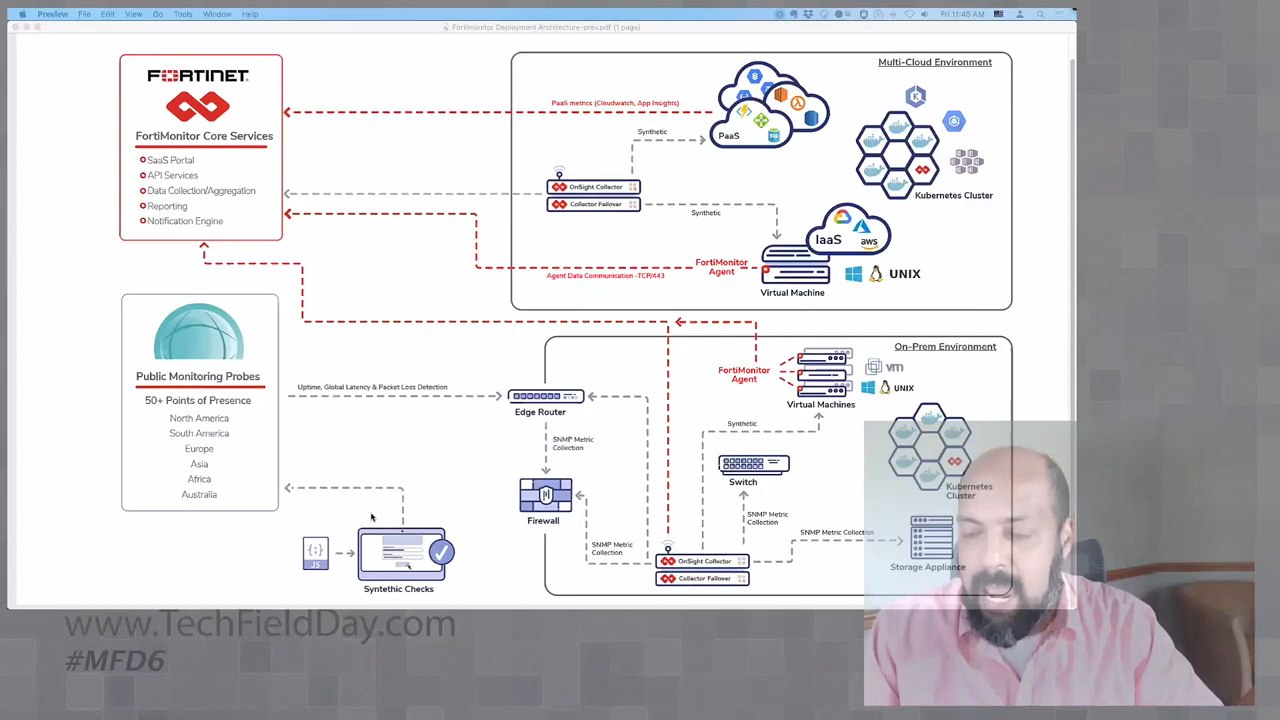 Preview File Edit View Go Tools Window Help Fri 11:45 AM
Fortimonitor Deployment Architecture-prev.pdf (1 page)
FORTINET
FortiMonitor Core Services
SaaS Portal
API Services
Data Collection/Aggregation
Reporting
Notification Engine
Public Monitoring Probes
50+ Points of Presence
North America
South America
Europe
Asia
Africa
Australia
JS
Syntethic Checks
Multi-Cloud Environment
PaaS metrics (Cloudwatch, App Insights)
Synthetic
PaaS
Kubernetes Cluster
OnSight Collector
Collector Failover
Synthetic
IaaS
aws
FortiMonitor
Agent
Agent Data Communication -TCP/443
UNIX
Virtual Machine
On-Prem Environment
FortiMonitor
Agent
vm
UNIX
Virtual Machines
Uptime, Global Latency & Packet Loss Detection
Edge Router
Synthetic
SNMP Metric
Collection
Switch
Kubernetes
Cluster
Firewall
SNMP Metric
Collection
SNMP Metric
Collection
SNMP Metric Collection
OnSight Collector
Collector Failover
Storage Appliance
www.TechFieldDay.com
#MFD6